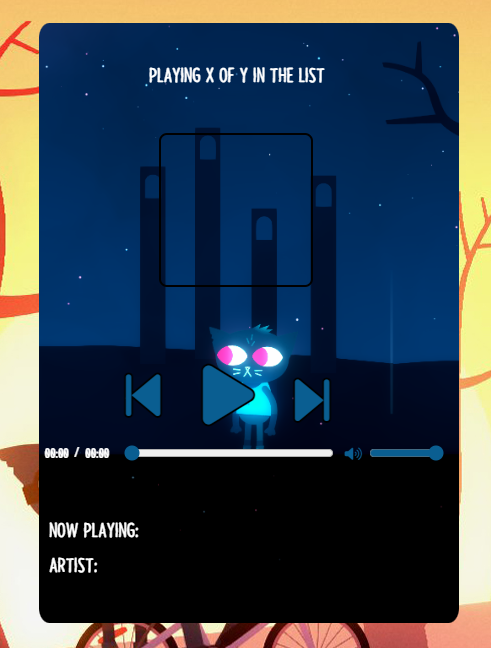 PLAYING X OF Y IN THE LIST
00:00 / 00:00
NOW PLAYING:
ARTIST: